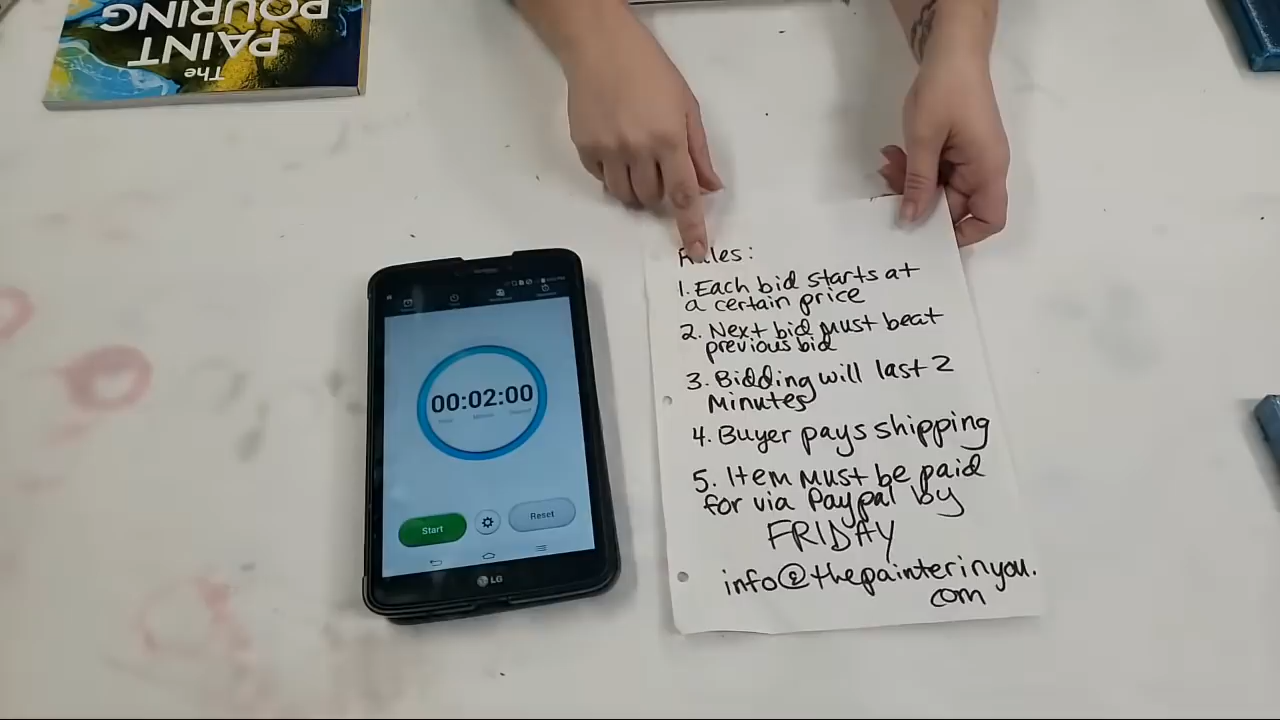 The
PAINT
POURING
00:02:00
Start
Reset
LG
Rules:
1. Each bid starts at
a certain price
2. Next bid must beat
previous bid
3. Bidding will last 2
Minutes
4. Buyer pays shipping
5. Item must be paid
for via Paypal by
FRIDAY
info@thepainterinyou.
com